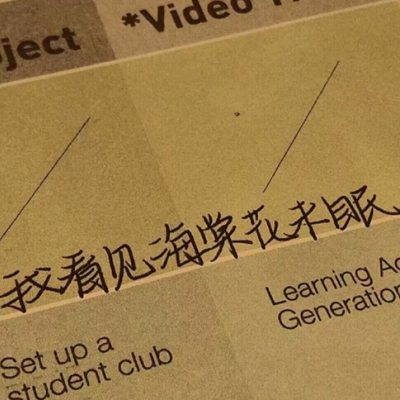 ject
*Video
我看见海棠花未眠
Learning
Generation
Set up a
student club